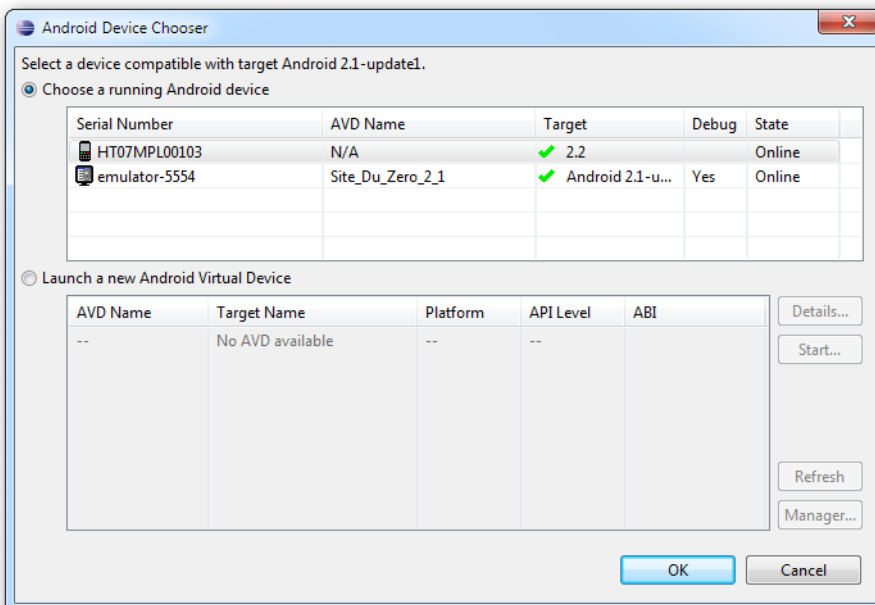 Android Device Chooser
Select a device compatible with target Android 2.1-update1.
Choose a running Android device
Serial Number AVD Name Target Debug State
HT07MPL00103 N/A 2.2 Online
emulator-5554 Site_Du_Zero_2_1 Android 2.1-u... Yes Online
Launch a new Android Virtual Device
AVD Name Target Name Platform API Level ABI Details...
-- No AVD available -- --
Start...
Refresh
Manager...
OK Cancel